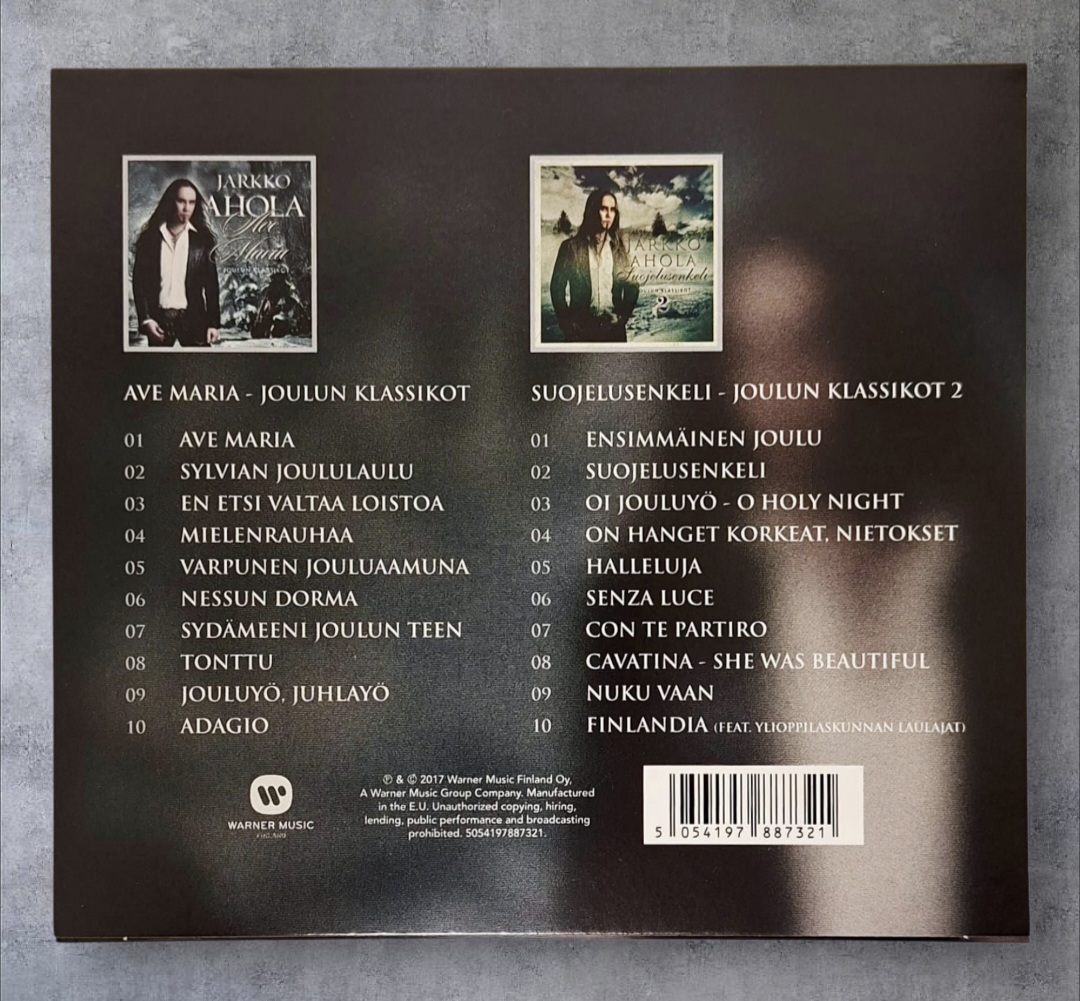 JARKKO
AHOLA
Ave
Maria
JOULUN KLASSIKOT
AVE MARIA - JOULUN KLASSIKOT
01 AVE MARIA
02 SYLVIAN JOULULAULU
03 EN ETSI VALTAA LOISTOA
04 MIELENRAUHAA
05 VARPUNEN JOULUAAMUNA
06 NESSUN DORMA
07 SYDÄMEENI JOULUN TEEN
08 TONTTU
09 JOULUYÖ, JUHLAYÖ
10 ADAGIO
JARKKO
AHOLA
Suojelusenkeli
JOULUN KLASSIKOT
2
SUOJELUSENKELI - JOULUN KLASSIKOT 2
01 ENSIMMÄINEN JOULU
02 SUOJELUSENKELI
03 OI JOULUYÖ - O HOLY NIGHT
04 ON HANGET KORKEAT, NIETOKSET
05 HALLELUJA
06 SENZA LUCE
07 CON TE PARTIRO
08 CAVATINA - SHE WAS BEAUTIFUL
09 NUKU VAAN
10 FINLANDIA (FEAT. YLIOPPILASKUNNAN LAULAJAT)
WARNER MUSIC
FINLAND
℗ & © 2017 Warner Music Finland Oy,
A Warner Music Group Company. Manufactured
in the E.U. Unauthorized copying, hiring,
lending, public performance and broadcasting
prohibited. 5054197887321.
5 054197 887321